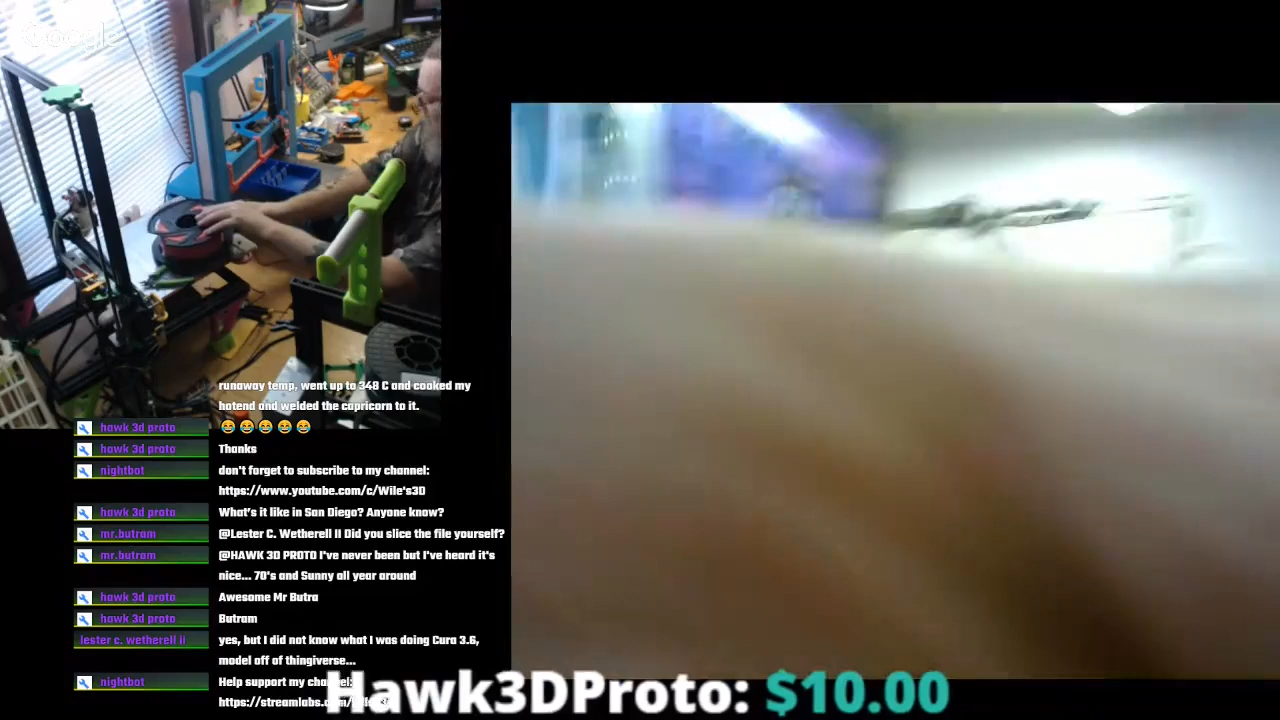 Google
runaway temp, went up to 348 C and cooked my
hotend and welded the capricorn to it.
hawk 3d proto 😂 😂 😂 😂 😂
hawk 3d proto Thanks
nightbot don't forget to subscribe to my channel:
https://www.youtube.com/c/Wile's3D
hawk 3d proto What's it like in San Diego? Anyone know?
mr.butram @Lester C. Wetherell II Did you slice the file yourself?
mr.butram @HAWK 3D PROTO I've never been but I've heard it's
nice... 70's and Sunny all year around
hawk 3d proto Awesome Mr Butra
hawk 3d proto Butram
lester c. wetherell ii yes, but I did not know what I was doing Cura 3.6,
model off of thingiverse...
nightbot Help support my channel:
https://streamlabs.com/
Hawk3DProto: $10.00